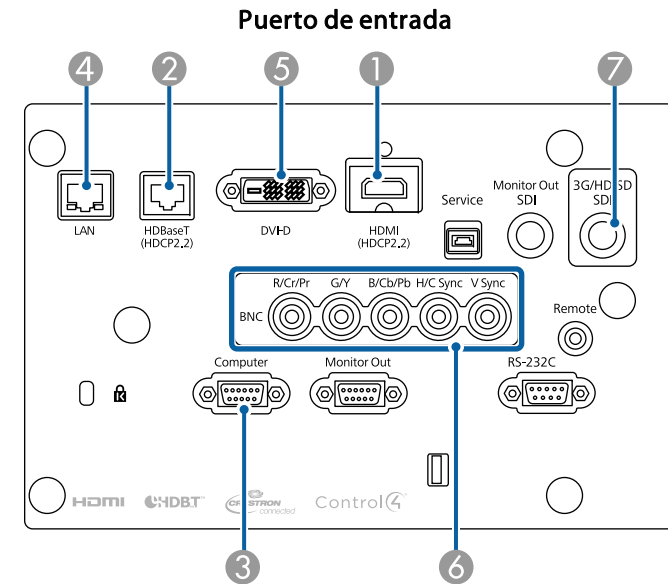 Puerto de entrada
4 2 5 1 7
LAN
HDBaseT
(HDCP2.2)
DVI-D
HDMI
(HDCP2.2)
Service
Monitor Out
SDI
3G/HD/SD
SDI
R/Cr/Pr G/Y B/Cb/Pb H/C Sync V Sync
BNC
Remote
Computer
Monitor Out
RS-232C
K
HDMI
HDBT
CRESTRON
connected
Control4
3 6